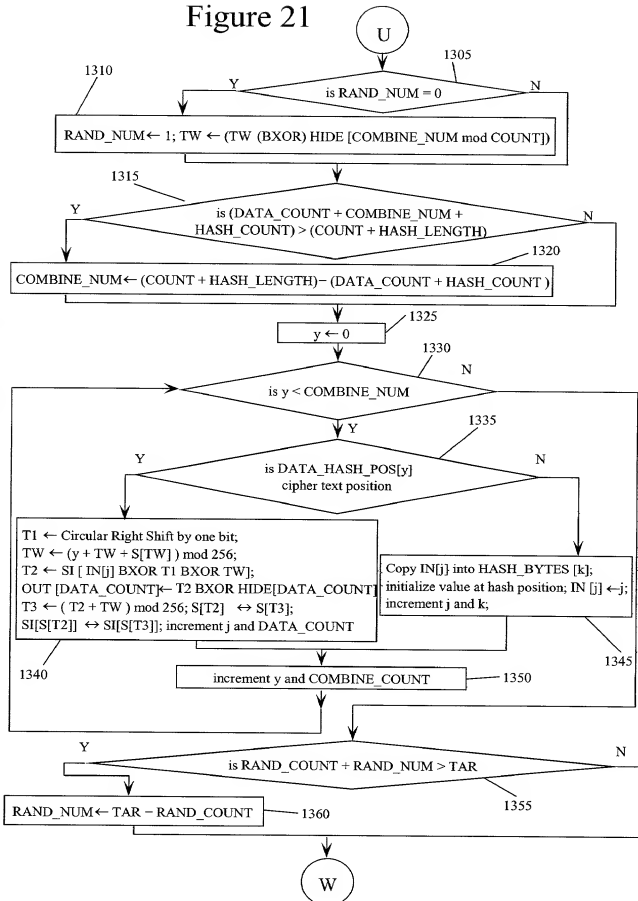 Figure 21
U
1305
1310
Y
N
is RAND_NUM = 0
RAND_NUM ← 1; TW ← (TW (BXOR) HIDE [COMBINE_NUM mod COUNT])
1315
Y
is (DATA_COUNT + COMBINE_NUM +
HASH_COUNT) > (COUNT + HASH_LENGTH)
N
1320
COMBINE_NUM ← (COUNT + HASH_LENGTH) − (DATA_COUNT + HASH_COUNT )
1325
y ← 0
1330
N
is y < COMBINE_NUM
Y
1335
Y
N
is DATA_HASH_POS[y]
cipher text position
T1 ← Circular Right Shift by one bit;
TW ← (y + TW + S[TW] ) mod 256;
T2 ← SI [ IN[j] BXOR T1 BXOR TW];
OUT [DATA_COUNT] ← T2 BXOR HIDE[DATA_COUNT]
T3 ← ( T2 + TW ) mod 256; S[T2] ↔ S[T3];
SI[S[T2]] ↔ SI[S[T3]]; increment j and DATA_COUNT
1340
Copy IN[j} into HASH_BYTES [k];
initialize value at hash position; IN [j] ←j;
increment j and k;
1345
increment y and COMBINE_COUNT
1350
Y
N
is RAND_COUNT + RAND_NUM > TAR
1355
RAND_NUM ← TAR − RAND_COUNT
1360
W